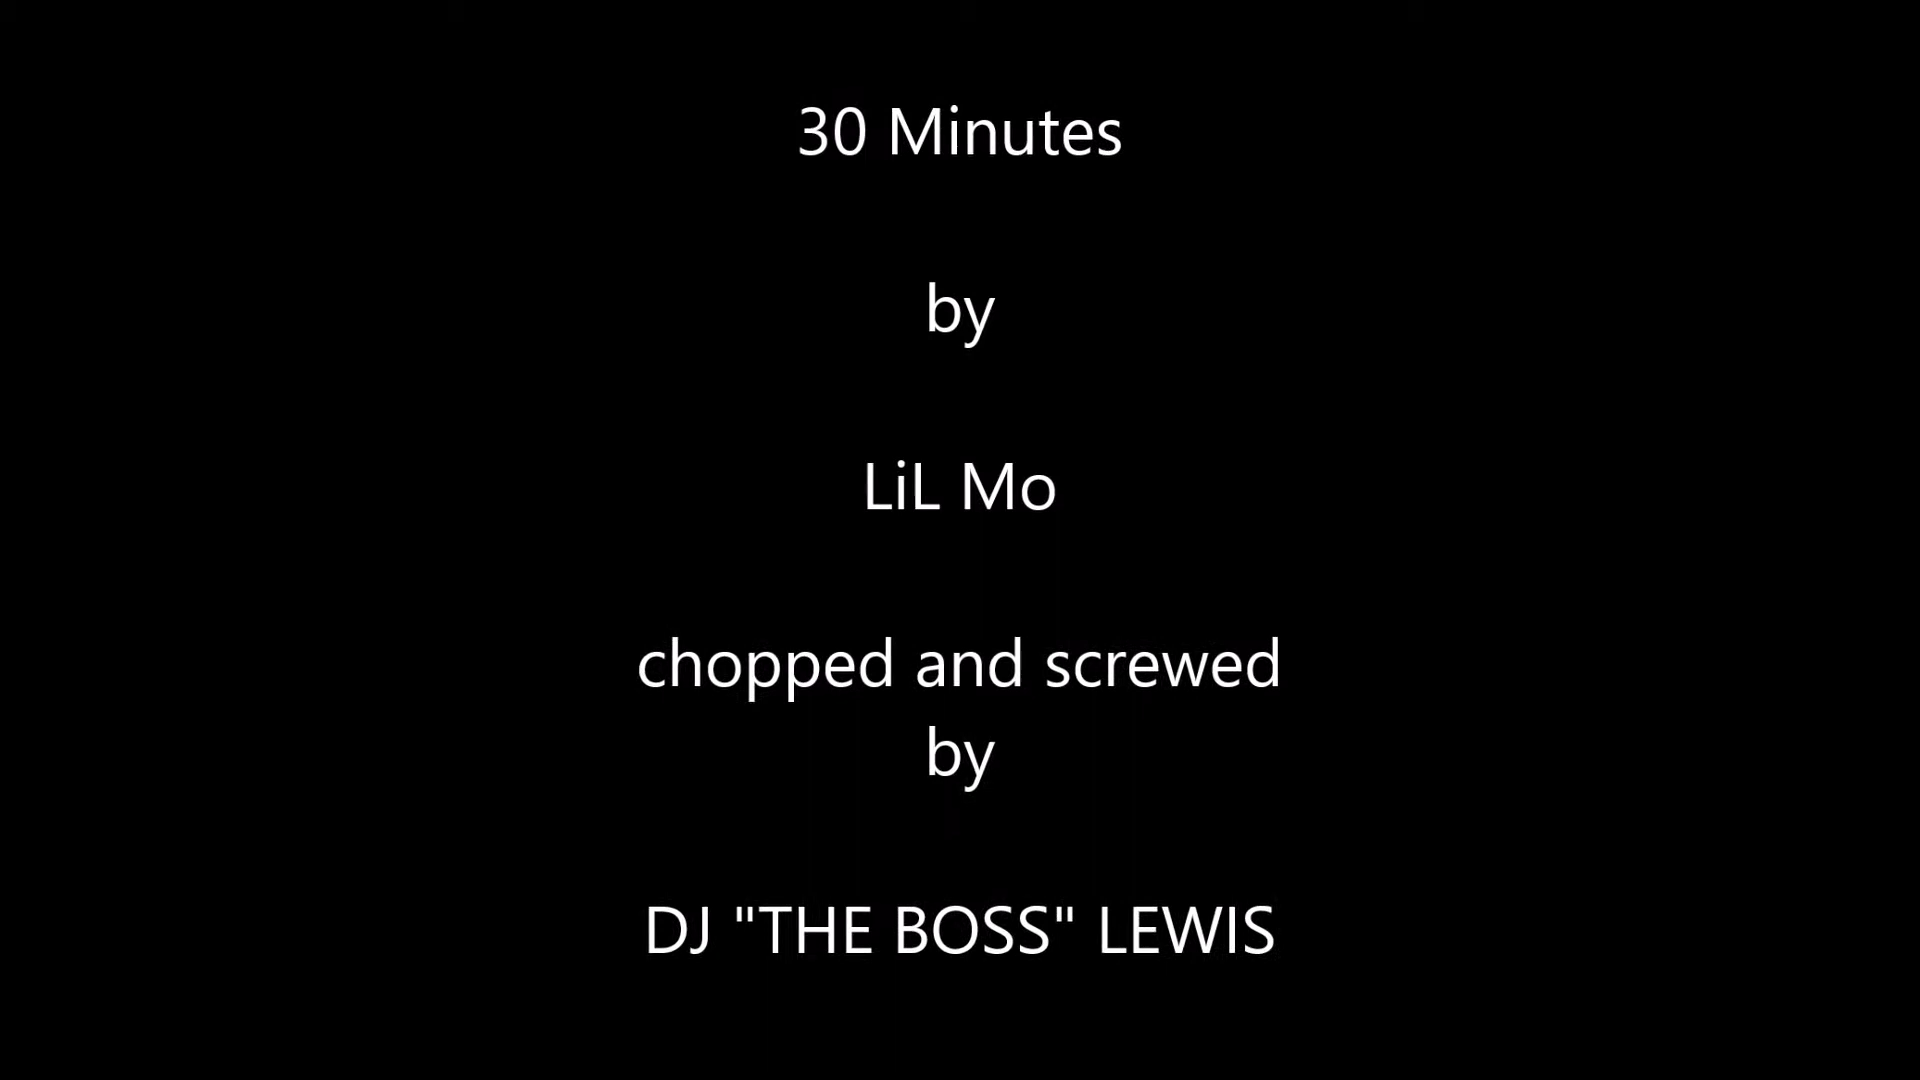 30 Minutes
by
LiL Mo
chopped and screwed
by
DJ "THE BOSS" LEWIS